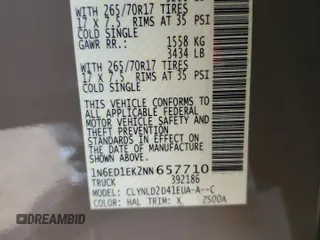 WITH 265/70R17 TIRES
17 X 7.5 RIMS AT 35 PSI
COLD SINGLE
GAWR RR: 1558 KG
3434 LB
WITH 265/70R17 TIRES
17 X 7.5 RIMS AT 35 PSI
COLD SINGLE
THIS VEHICLE CONFORMS TO
ALL APPLICABLE FEDERAL
MOTOR VEHICLE SAFETY
STANDARDS IN EFFECT ON
THE DATE OF MANUFACTURE
SHOWN ABOVE.
1N6ED1EK2NN657710
TRUCK 392186
MODEL: CLYNLD2D41EUA-A--C
COLOR: HAL TRIM: X Z500A
© DREAMBID